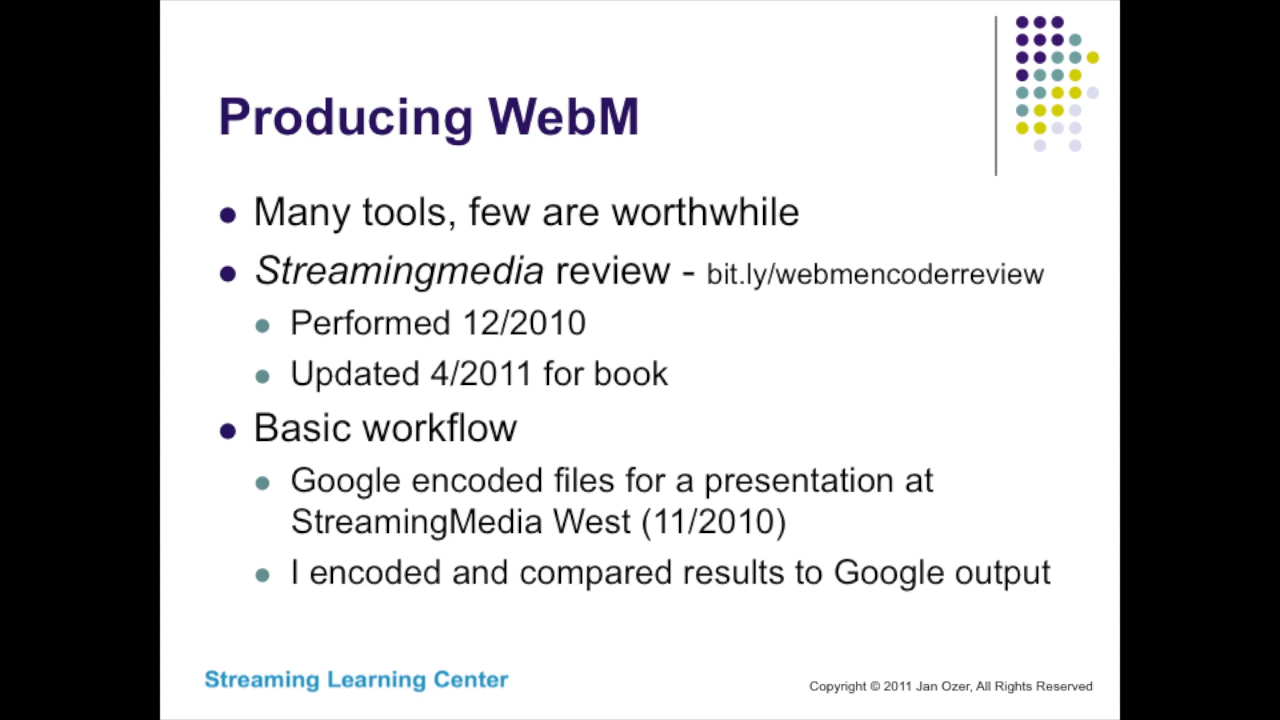 Producing WebM
Many tools, few are worthwhile
Streamingmedia review - bit.ly/webmencoderreview
Performed 12/2010
Updated 4/2011 for book
Basic workflow
Google encoded files for a presentation at
StreamingMedia West (11/2010)
I encoded and compared results to Google output
Streaming Learning Center
Copyright © 2011 Jan Ozer, All Rights Reserved